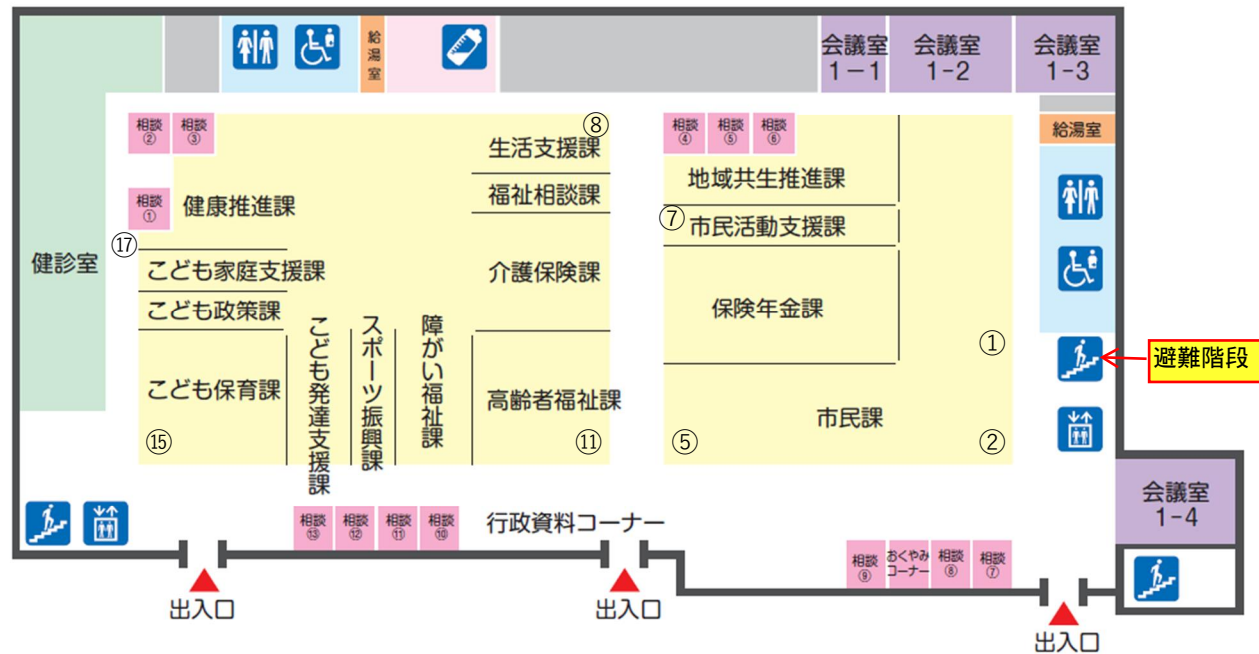 給
湯
室
会議室
1－1
会議室
1-2
会議室
1-3
相談
②
相談
③
⑧
生活支援課
福祉相談課
相談
④
相談
⑤
相談
⑥
地域共生推進課
給湯室
相談
①
健康推進課
⑦
市民活動支援課
⑰
健診室
こども家庭支援課
こども政策課
こども保育課
⑮
こども発達支援課
スポーツ振興課
障がい福祉課
介護保険課
高齢者福祉課
⑪
保険年金課
①
避難階段
市民課
⑤
②
会議室
1-4
相談
⑬
相談
⑫
相談
⑪
相談
⑩
行政資料コーナー
相談
⑨
おくやみ
コーナー
相談
⑧
相談
⑦
出入口
出入口
出入口